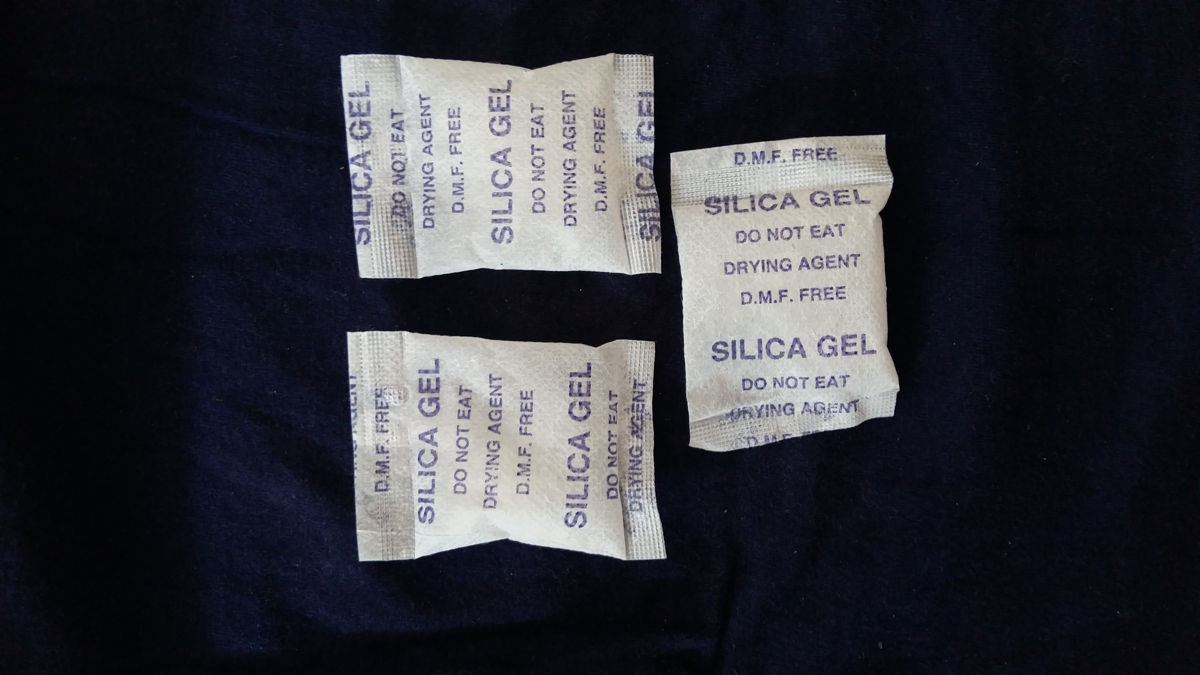 SILICA GEL
DO NOT EAT
DRYING AGENT
D.M.F. FREE
SILICA GEL
DO NOT EAT
DRYING AGENT
D.M.F. FREE
SILICA GEL
D.M.F. FREE
SILICA GEL
DO NOT EAT
DRYING AGENT
D.M.F. FREE
SILICA GEL
DO NOT EAT
DRYING AGENT
D.M.F. FREE
SILICA GEL
DO NOT EAT
DRYING AGENT
D.M.F. FREE
SILICA GEL
DO NOT EAT
DRYING AGENT